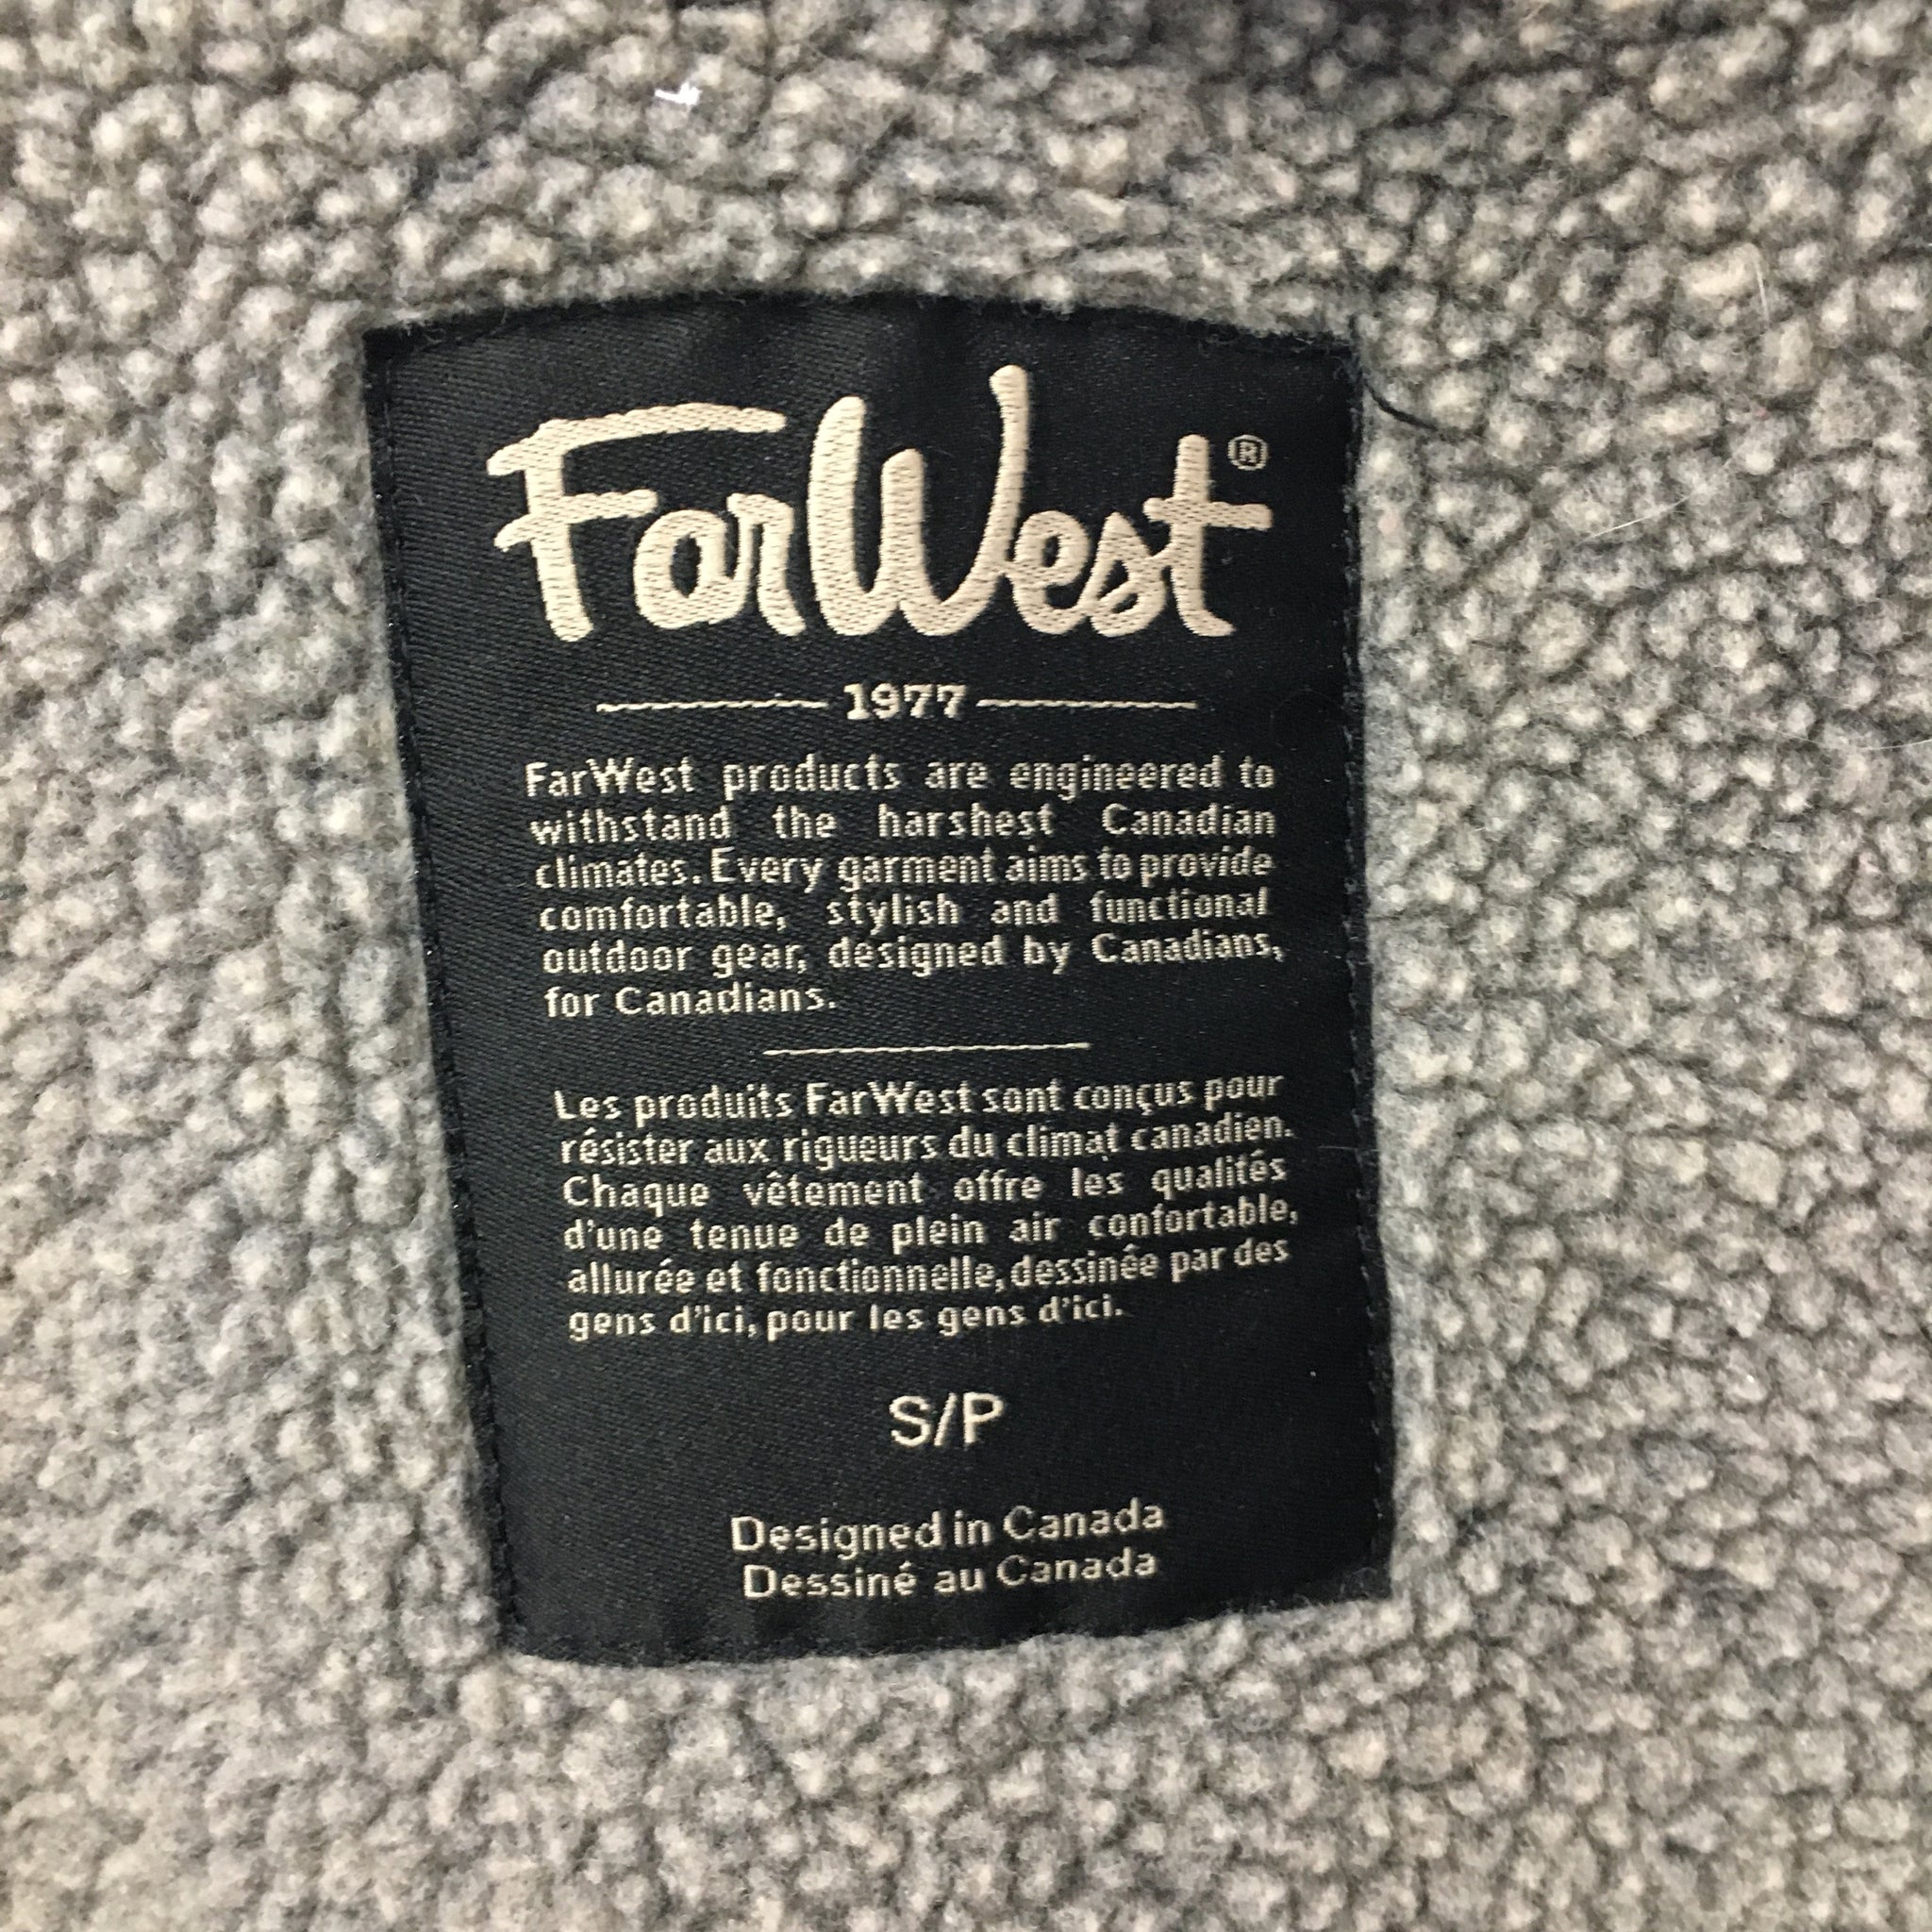 FarWest®
1977
FarWest products are engineered to
withstand the harshest Canadian
climates. Every garment aims to provide
comfortable, stylish and functional
outdoor gear, designed by Canadians,
for Canadians.
Les produits FarWest sont conçus pour
résister aux rigueurs du climat canadien.
Chaque vêtement offre les qualités
d'une tenue de plein air confortable,
allurée et fonctionnelle, dessinée par des
gens d'ici, pour les gens d'ici.
S/P
Designed in Canada
Dessiné au Canada